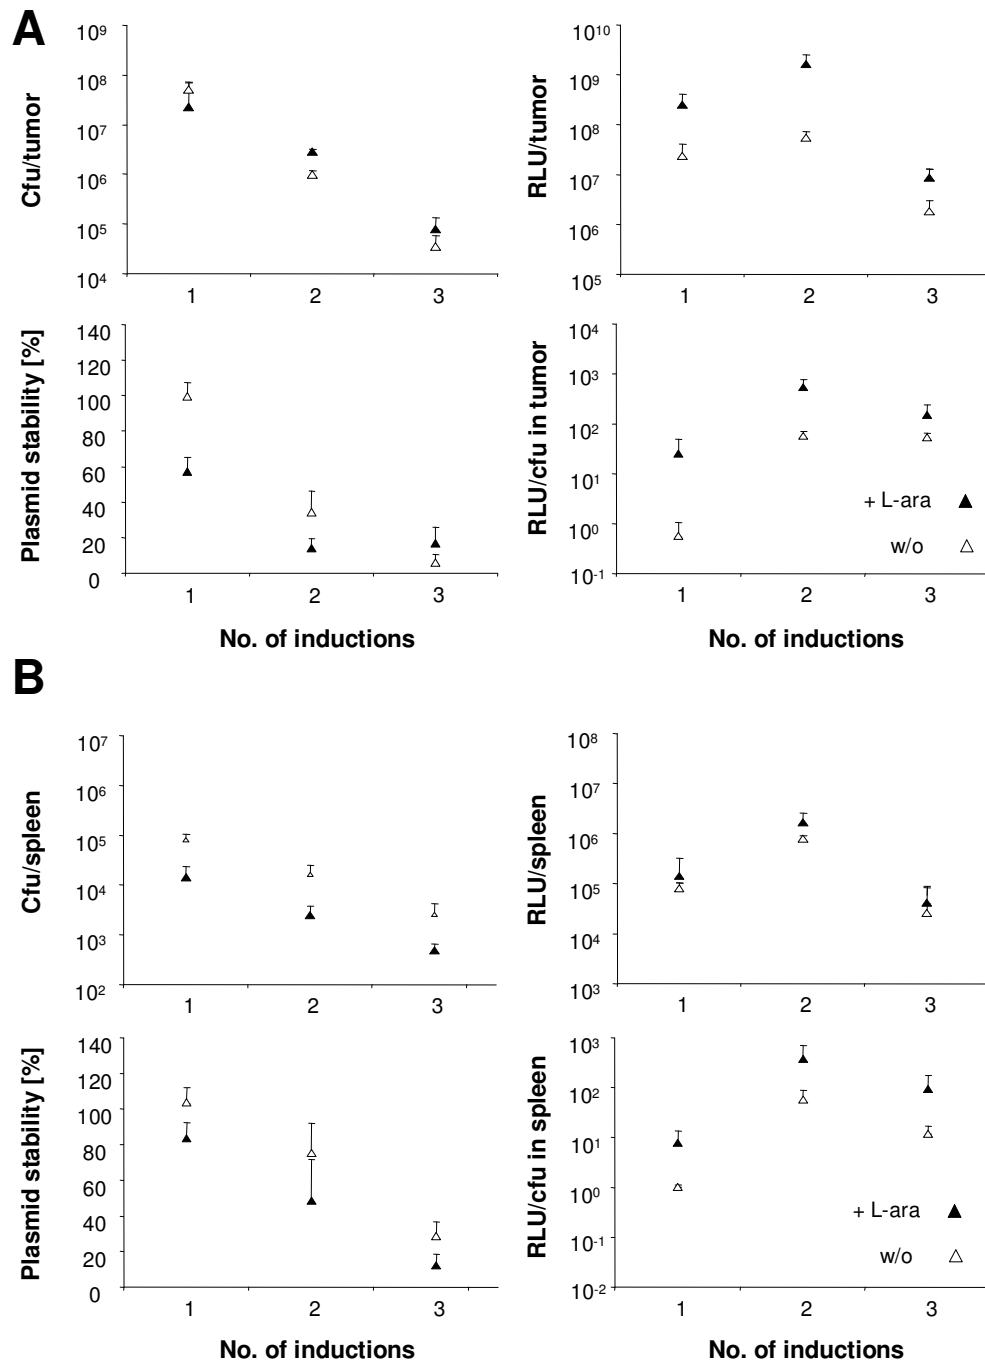 A
Cfu/tumor
10⁹
10⁸
10⁷
10⁶
10⁵
10⁴
1 2 3
RLU/tumor
10¹⁰
10⁹
10⁸
10⁷
10⁶
10⁵
1 2 3
Plasmid stability [%]
140
120
100
80
60
40
20
0
1 2 3
No. of inductions
RLU/cfu in tumor
10⁴
10³
10²
10¹
10⁰
10⁻¹
+ L-ara
w/o
1 2 3
No. of inductions
B
Cfu/spleen
10⁷
10⁶
10⁵
10⁴
10³
10²
1 2 3
RLU/spleen
10⁸
10⁷
10⁶
10⁵
10⁴
10³
1 2 3
Plasmid stability [%]
140
120
100
80
60
40
20
0
1 2 3
No. of inductions
RLU/cfu in spleen
10³
10²
10¹
10⁰
10⁻¹
10⁻²
+ L-ara
w/o
1 2 3
No. of inductions